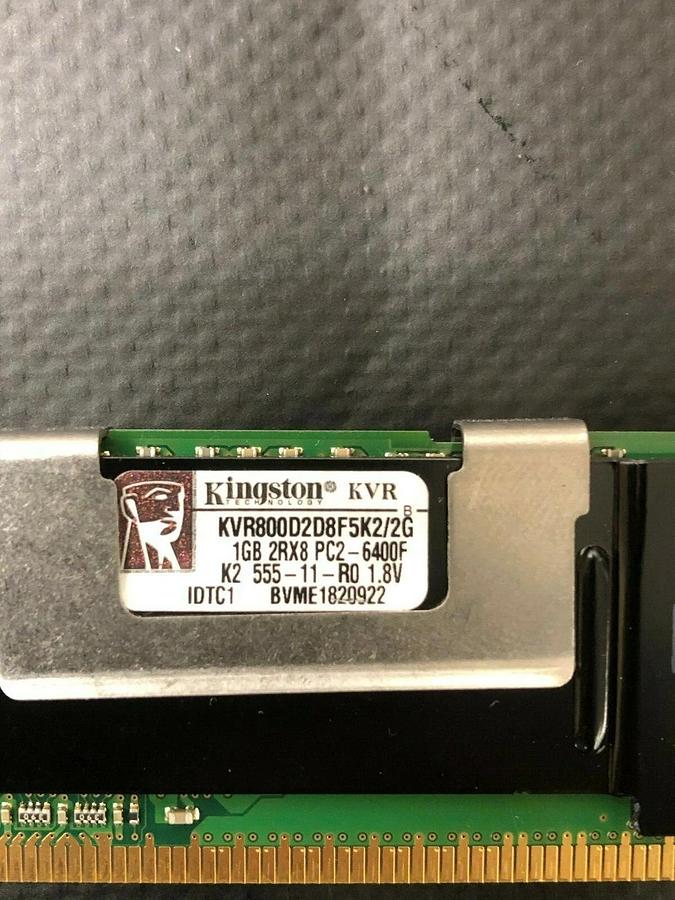 Kingston® KVR
TECHNOLOGY
B
KVR800D2D8F5K2/2G
1GB 2RX8 PC2-6400F
K2 555-11-R0 1.8V
IDTC1 BVME1820922